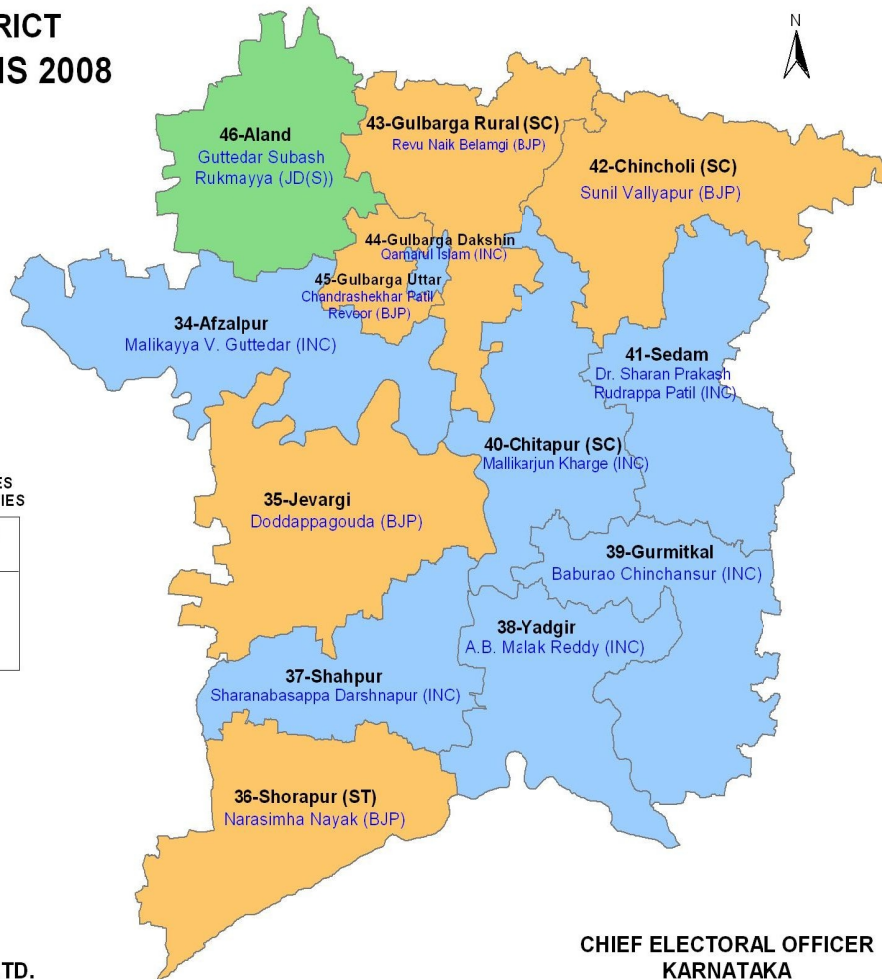 RICT
NS 2008
N
46-Aland
Guttedar Subash
Rukmayya (JD(S))
43-Gulbarga Rural (SC)
Revu Naik Belamgi (BJP)
42-Chincholi (SC)
Sunil Vallyapur (BJP)
44-Gulbarga Dakshin
Qamarul Islam (INC)
45-Gulbarga Uttar
Chandrashekhar Patil
Revoor (BJP)
34-Afzalpur
Malikayya V. Guttedar (INC)
41-Sedam
Dr. Sharan Prakash
Rudrappa Patil (INC)
40-Chitapur (SC)
Mallikarjun Kharge (INC)
ES
IES
35-Jevargi
Doddappagouda (BJP)
39-Gurmitkal
Baburao Chinchansur (INC)
38-Yadgir
A.B. Malak Reddy (INC)
37-Shahpur
Sharanabasappa Darshnapur (INC)
36-Shorapur (ST)
Narasimha Nayak (BJP)
TD.
CHIEF ELECTORAL OFFICER
KARNATAKA